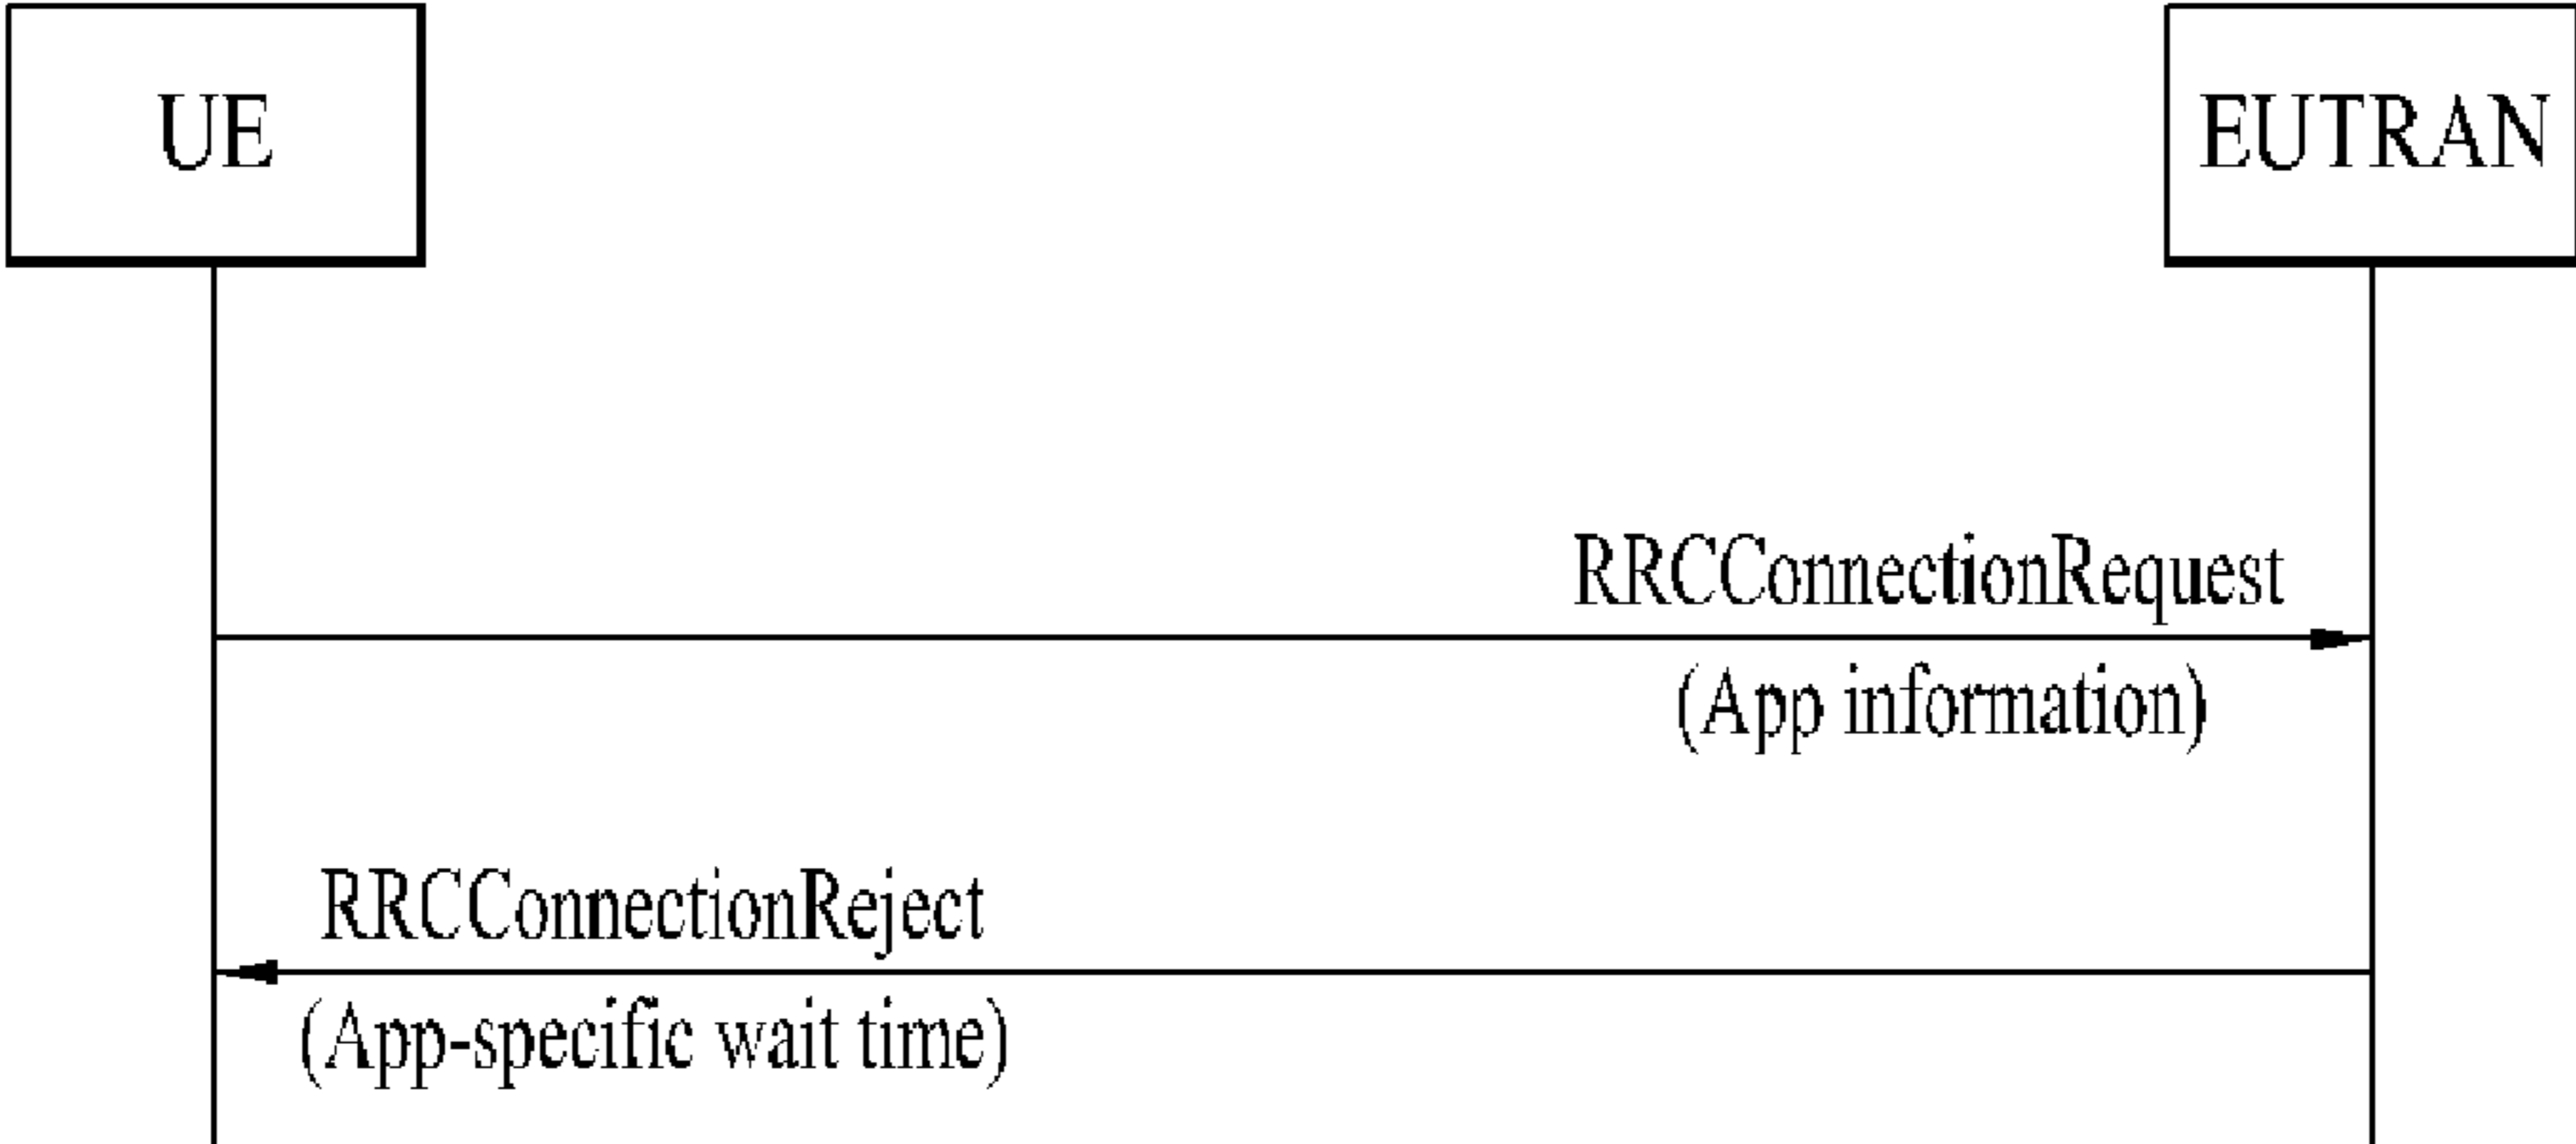 UE
EUTRAN
RRCConnectionRequest
(App information)
RRCConnectionReject
(App-specific wait time)